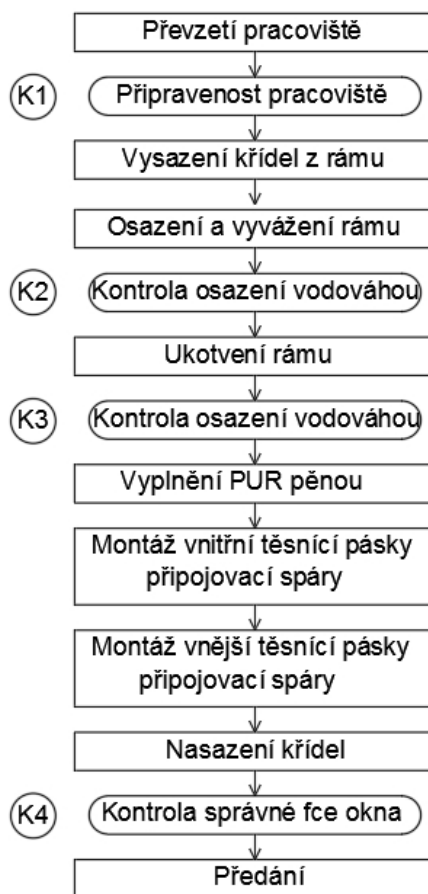 Převzetí pracoviště
K1 Připravenost pracoviště
Vysazení křídel z rámu
Osazení a vyvážení rámu
K2 Kontrola osazení vodováhou
Ukotvení rámu
K3 Kontrola osazení vodováhou
Vyplnění PUR pěnou
Montáž vnitřní těsnící pásky
připojovací spáry
Montáž vnější těsnící pásky
připojovací spáry
Nasazení křídel
K4 Kontrola správné fce okna
Předání